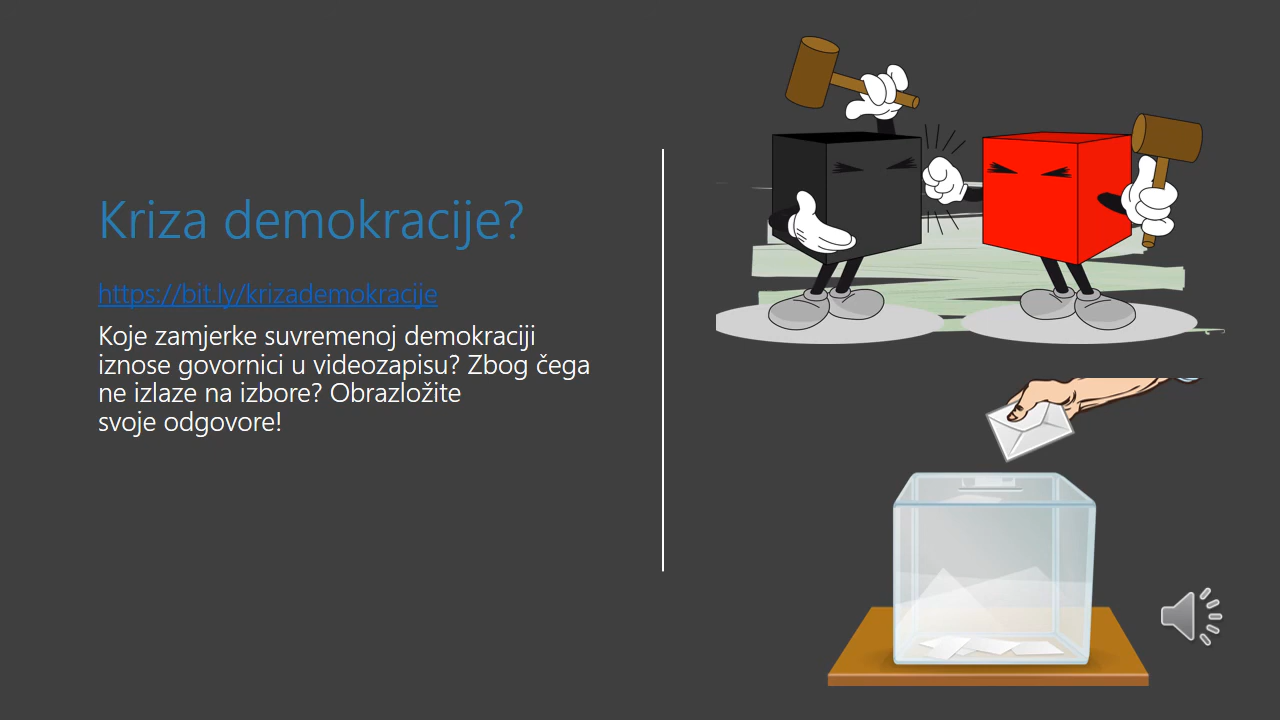 Kriza demokracije?
https://bit.ly/krizademokracije
Koje zamjerke suvremenoj demokraciji
iznose govornici u videozapisu? Zbog čega
ne izlaze na izbore? Obrazložite
svoje odgovore!